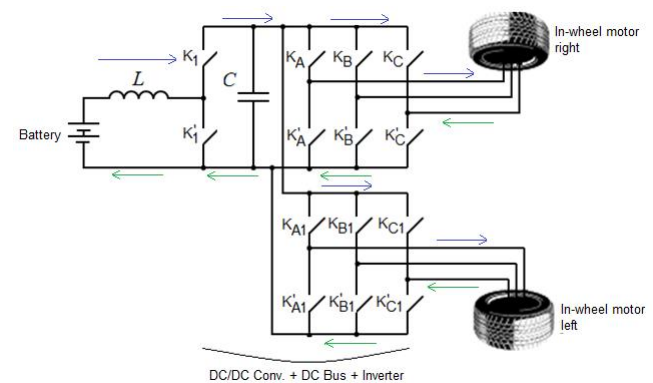 In-wheel motor
right
K1
KA
KB
KC
L
C
Battery
K'1
K'A
K'B
K'C
KA1
KB1
KC1
K'A1
K'B1
K'C1
In-wheel motor
left
DC/DC Conv. + DC Bus + Inverter